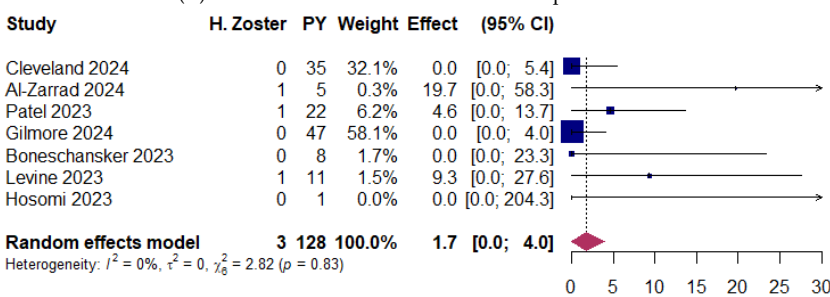 Study H. Zoster PY Weight Effect (95% CI)
Cleveland 2024 0 35 32.1% 0.0 [0.0; 5.4]
Al-Zarrad 2024 1 5 0.3% 19.7 [0.0; 58.3]
Patel 2023 1 22 6.2% 4.6 [0.0; 13.7]
Gilmore 2024 0 47 58.1% 0.0 [0.0; 4.0]
Boneschansker 2023 0 8 1.7% 0.0 [0.0; 23.3]
Levine 2023 1 11 1.5% 9.3 [0.0; 27.6]
Hosomi 2023 0 1 0.0% 0.0 [0.0; 204.3]
Random effects model 3 128 100.0% 1.7 [0.0; 4.0]
Heterogeneity: I² = 0%, τ² = 0, χ²₆ = 2.82 (p = 0.83)
0 5 10 15 20 25 30